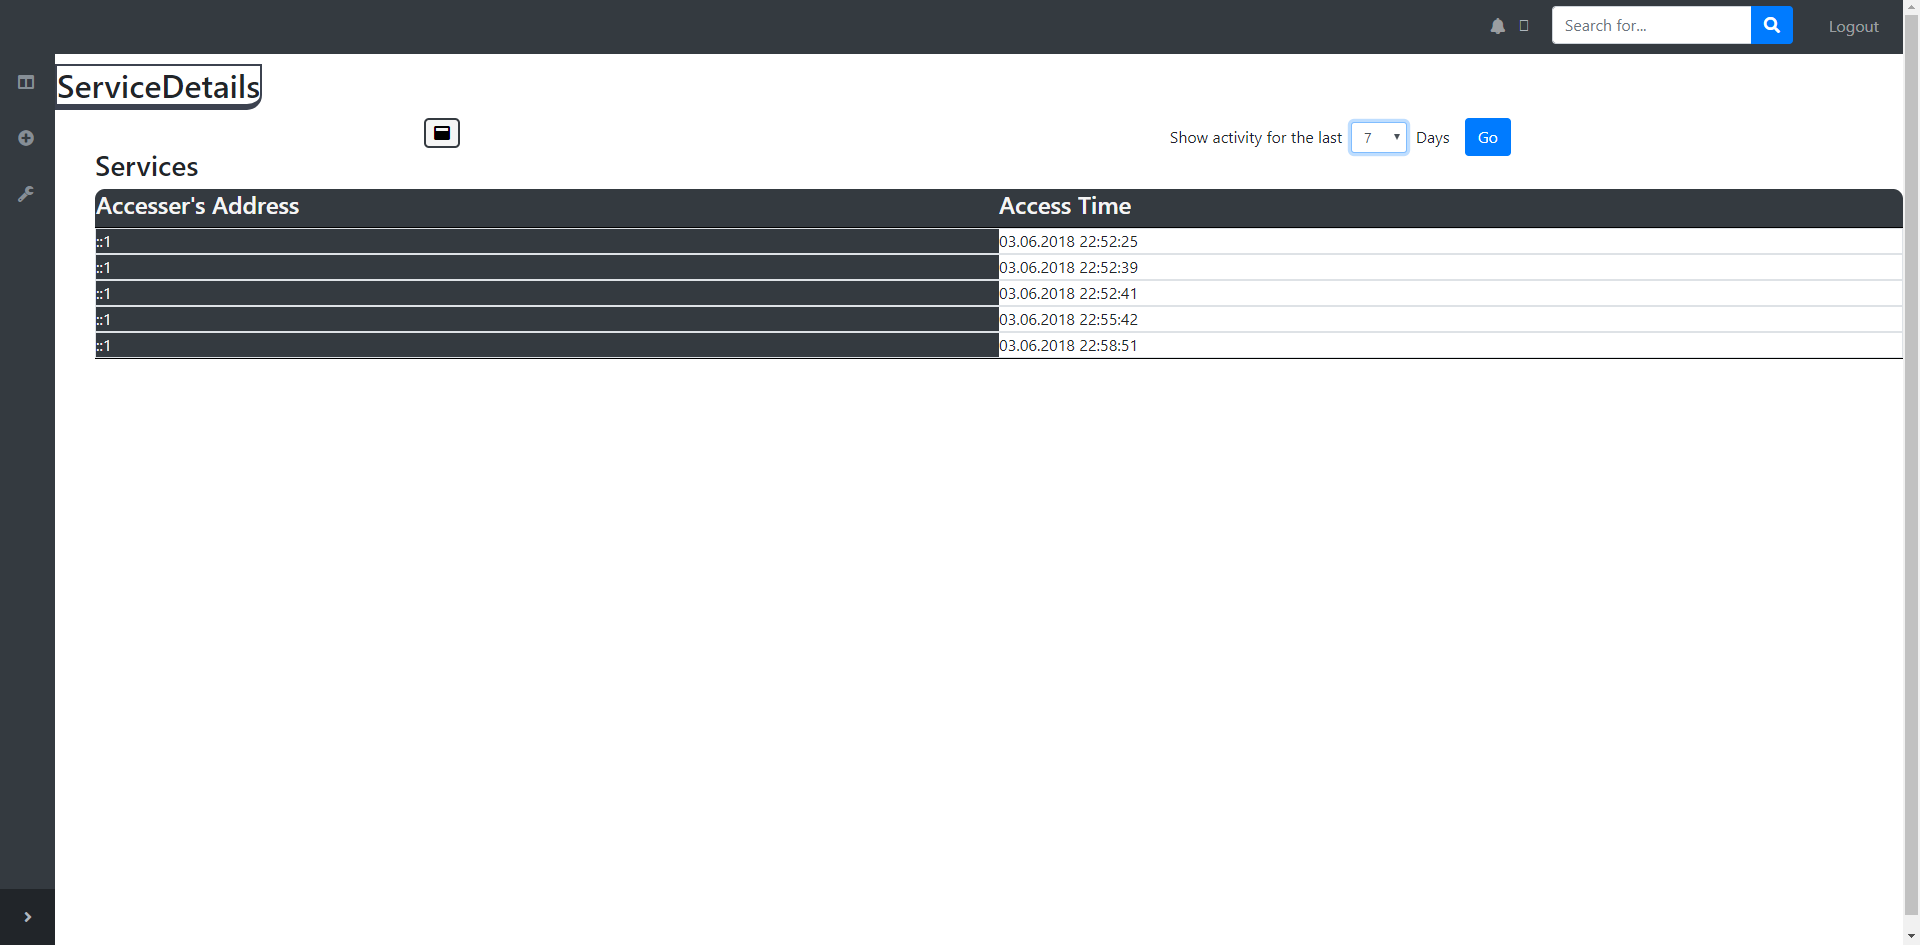 Search for...
Logout
ServiceDetails
Show activity for the last 7 Days Go
Services
Accesser's Address Access Time
::1 03.06.2018 22:52:25
::1 03.06.2018 22:52:39
::1 03.06.2018 22:52:41
::1 03.06.2018 22:55:42
::1 03.06.2018 22:58:51